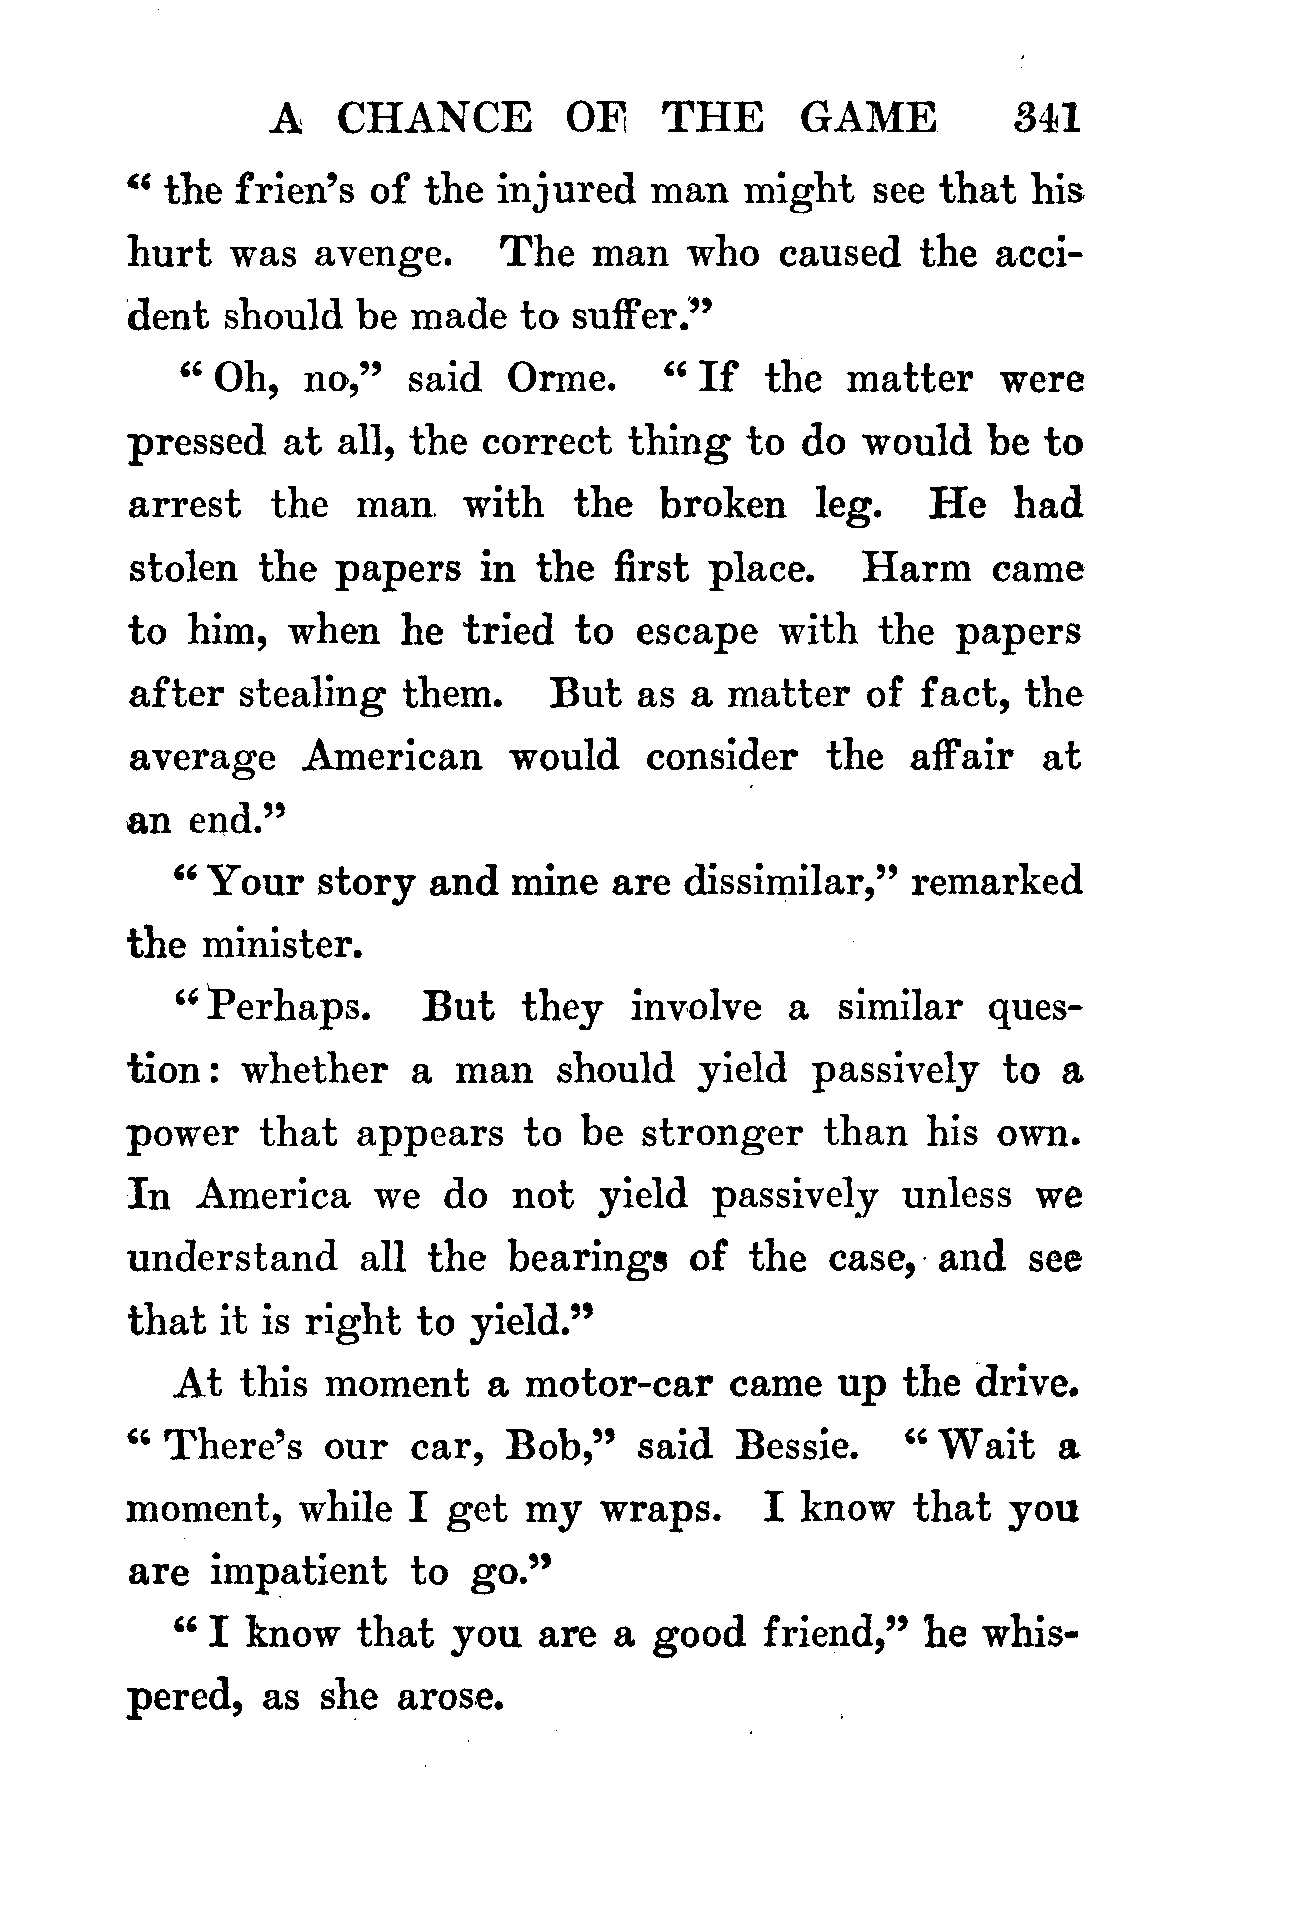 A CHANCE OF THE GAME 341
“ the frien’s of the injured man might see that his
hurt was avenge. The man who caused the acci-
dent should be made to suffer.”
“ Oh, no,” said Orme. “ If the matter were
pressed at all, the correct thing to do would be to
arrest the man with the broken leg. He had
stolen the papers in the first place. Harm came
to him, when he tried to escape with the papers
after stealing them. But as a matter of fact, the
average American would consider the affair at
an end.”
“ Your story and mine are dissimilar,” remarked
the minister.
“ Perhaps. But they involve a similar ques-
tion: whether a man should yield passively to a
power that appears to be stronger than his own.
In America we do not yield passively unless we
understand all the bearings of the case, and see
that it is right to yield.”
At this moment a motor-car came up the drive.
“ There’s our car, Bob,” said Bessie. “ Wait a
moment, while I get my wraps. I know that you
are impatient to go.”
“ I know that you are a good friend,” he whis-
pered, as she arose.